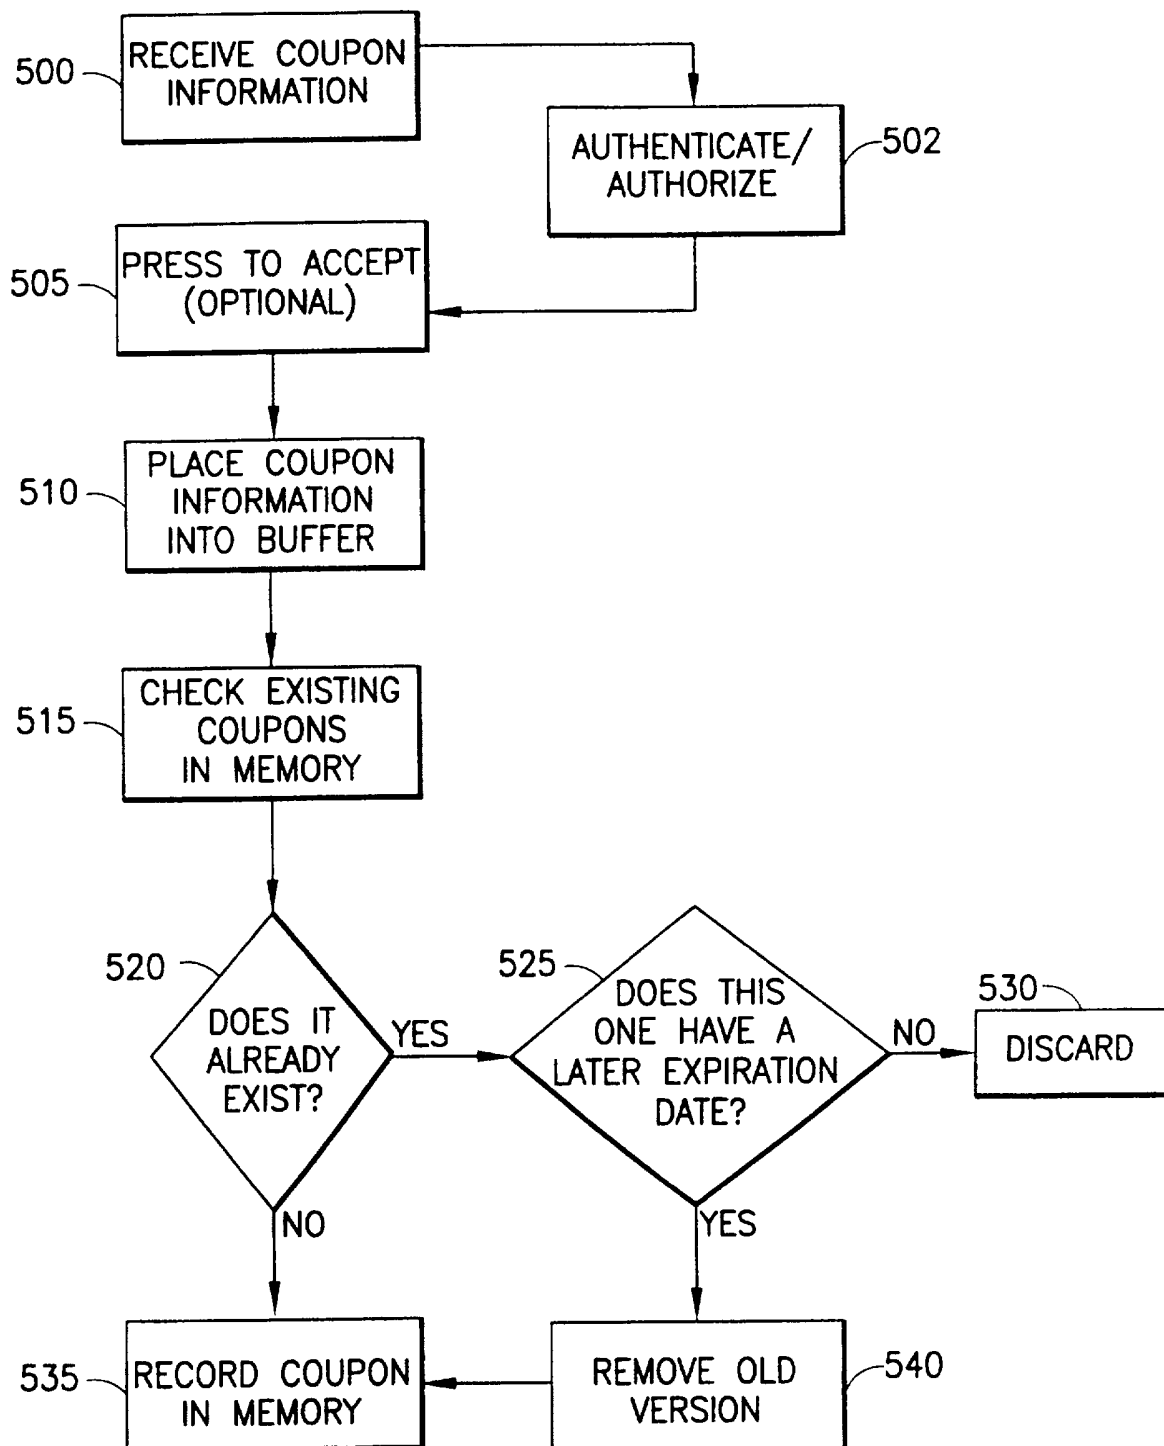 500
RECEIVE COUPON
INFORMATION
AUTHENTICATE/
AUTHORIZE
502
505
PRESS TO ACCEPT
(OPTIONAL)
510
PLACE COUPON
INFORMATION
INTO BUFFER
515
CHECK EXISTING
COUPONS
IN MEMORY
520
DOES IT
ALREADY
EXIST?
YES
NO
525
DOES THIS
ONE HAVE A
LATER EXPIRATION
DATE?
NO
YES
530
DISCARD
535
RECORD COUPON
IN MEMORY
REMOVE OLD
VERSION
540